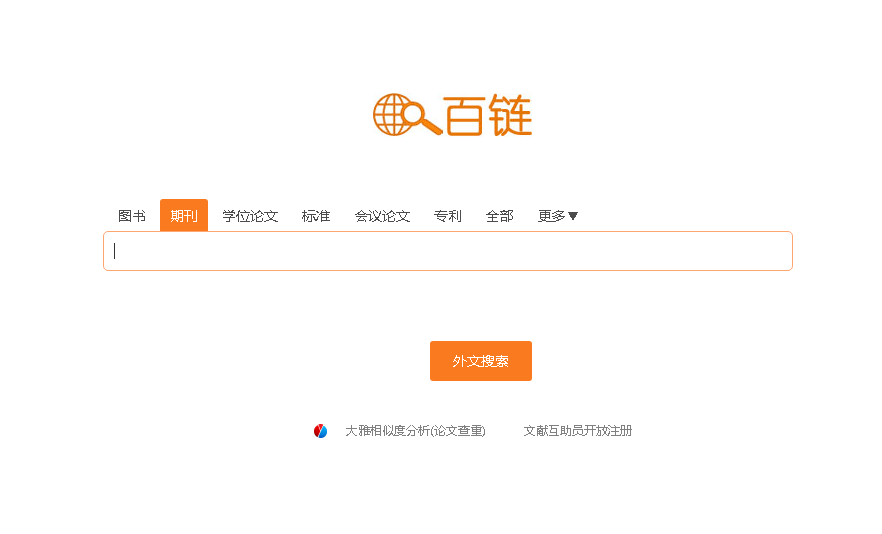 百链
图书 期刊 学位论文 标准 会议论文 专利 全部 更多▼
外文搜索
大雅相似度分析(论文查重) 文献互助员开放注册